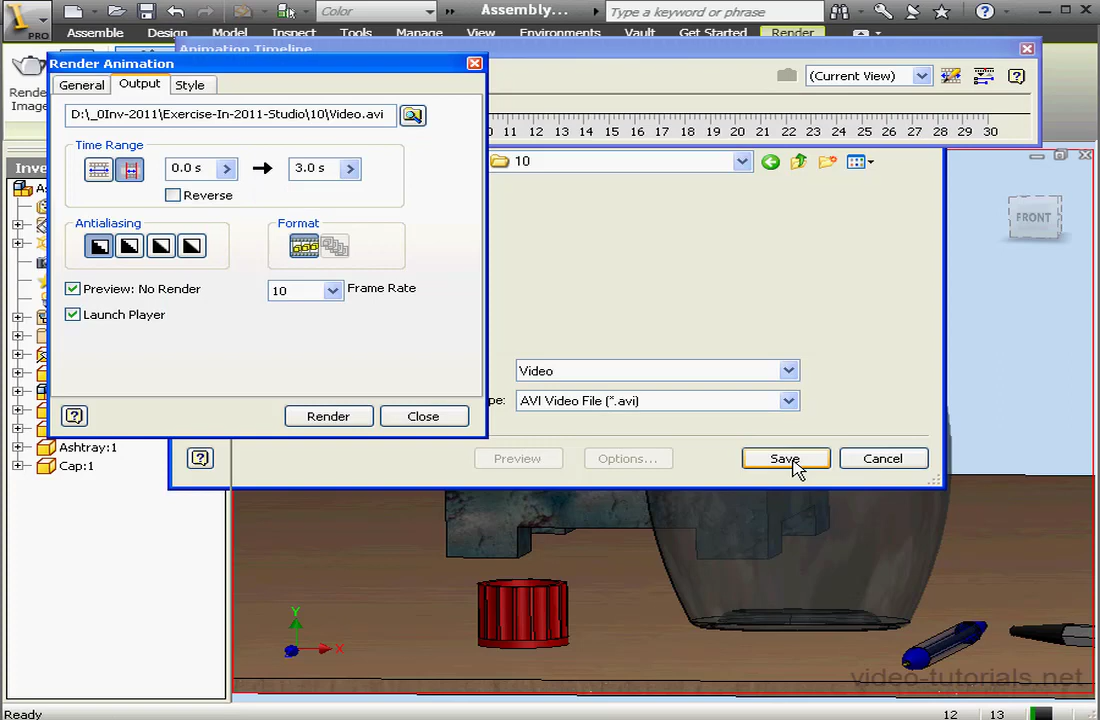 PRO
Color
Assembly...
Type a keyword or phrase
Assemble
Design
Model
Inspect
Tools
Manage
View
Environments
Vault
Get Started
Render
Animation Timeline
Render Animation
General
Output
Style
(Current View)
D:\_0Inv-2011\Exercise-In-2011-Studio\10\Video.avi
10 11 12 13 14 15 16 17 18 19 20 21 22 23 24 25 26 27 28 29 30
Time Range
0.0 s
3.0 s
Reverse
10
Antialiasing
Format
FRONT
Preview: No Render
10
Frame Rate
Launch Player
Video
AVI Video File (*.avi)
Render
Close
Ashtray:1
Cap:1
Preview
Options...
Save
Cancel
Y
X
video-tutorials.net
Ready
12
13